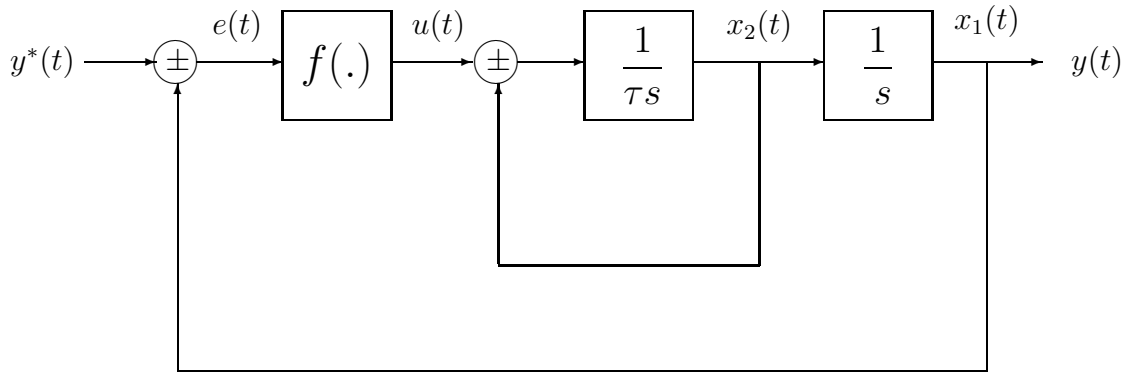 y*(t)
±
e(t)
f(.)
u(t)
±
1
τs
x₂(t)
1
s
x₁(t)
y(t)